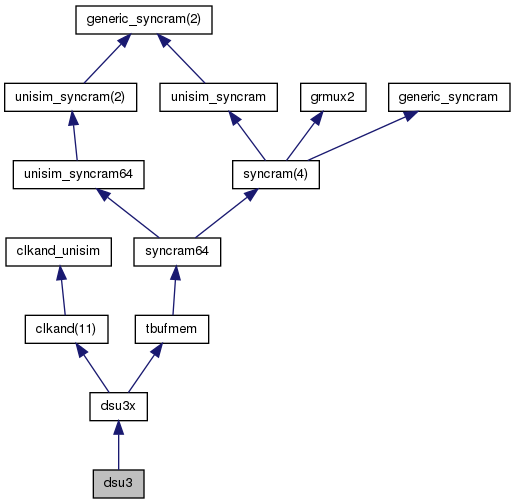 generic_syncram(2)
unisim_syncram(2)
unisim_syncram
grmux2
generic_syncram
unisim_syncram64
syncram(4)
clkand_unisim
syncram64
clkand(11)
tbufmem
dsu3x
dsu3